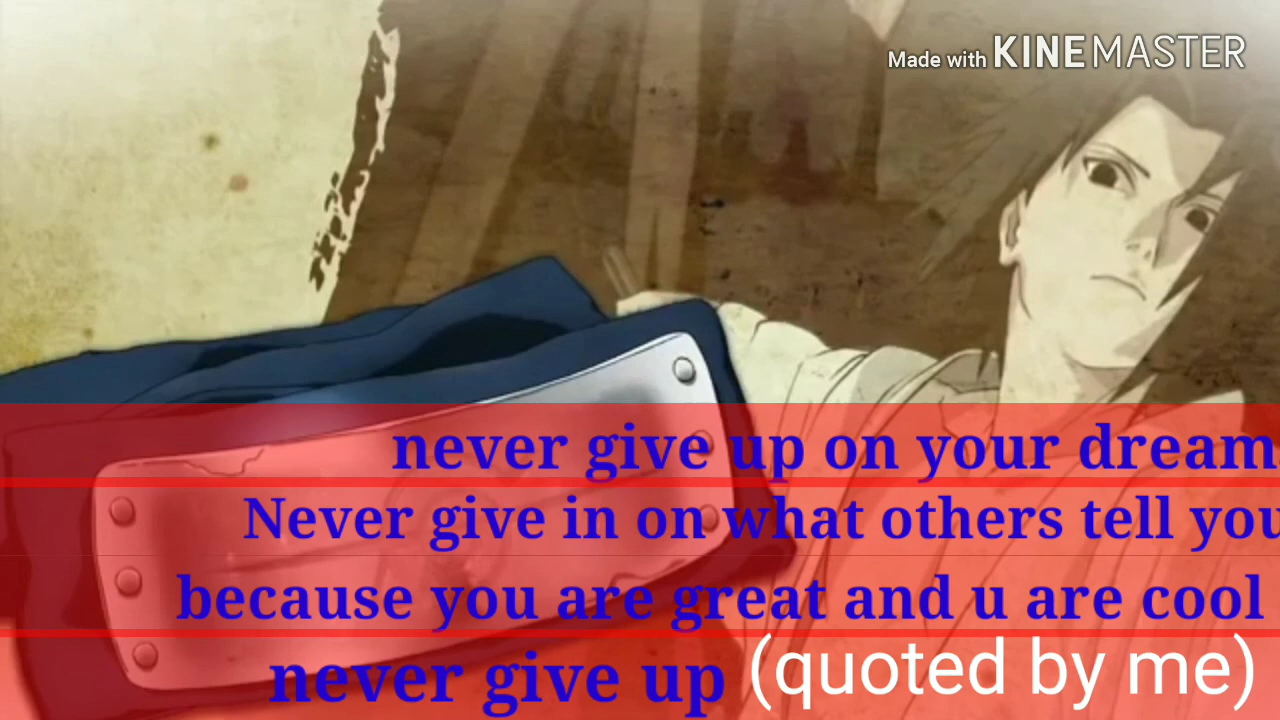 Made with KINEMASTER
never give up on your dream
Never give in on what others tell you
because you are great and u are cool
never give up (quoted by me)